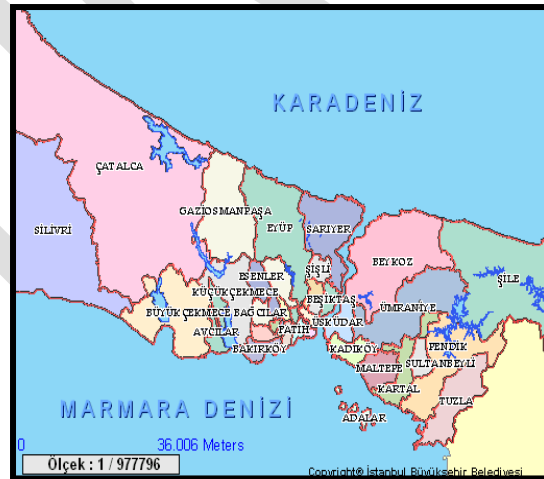 KARADENİZ
ÇATALCA
GAZİOSMANPAŞA
SİLİVRİ
EYÜP
SARIYER
BEYKOZ
ŞİŞLİ
ESENLER
ŞİLE
KÜÇÜKÇEKMECE
BEŞİKTAŞ
ÜMRANİYE
BÜYÜKÇEKMECE
BAĞCILAR
ÜSKÜDAR
AVCILAR
FATİH
PENDİK
KADIKÖY
BAKIRKÖY
SULTANBEYLİ
MALTEPE
KARTAL
TUZLA
MARMARA DENİZİ
ADALAR
0 36.006 Meters
Ölçek : 1 / 977796
Copyright© İstanbul Büyükşehir Belediyesi